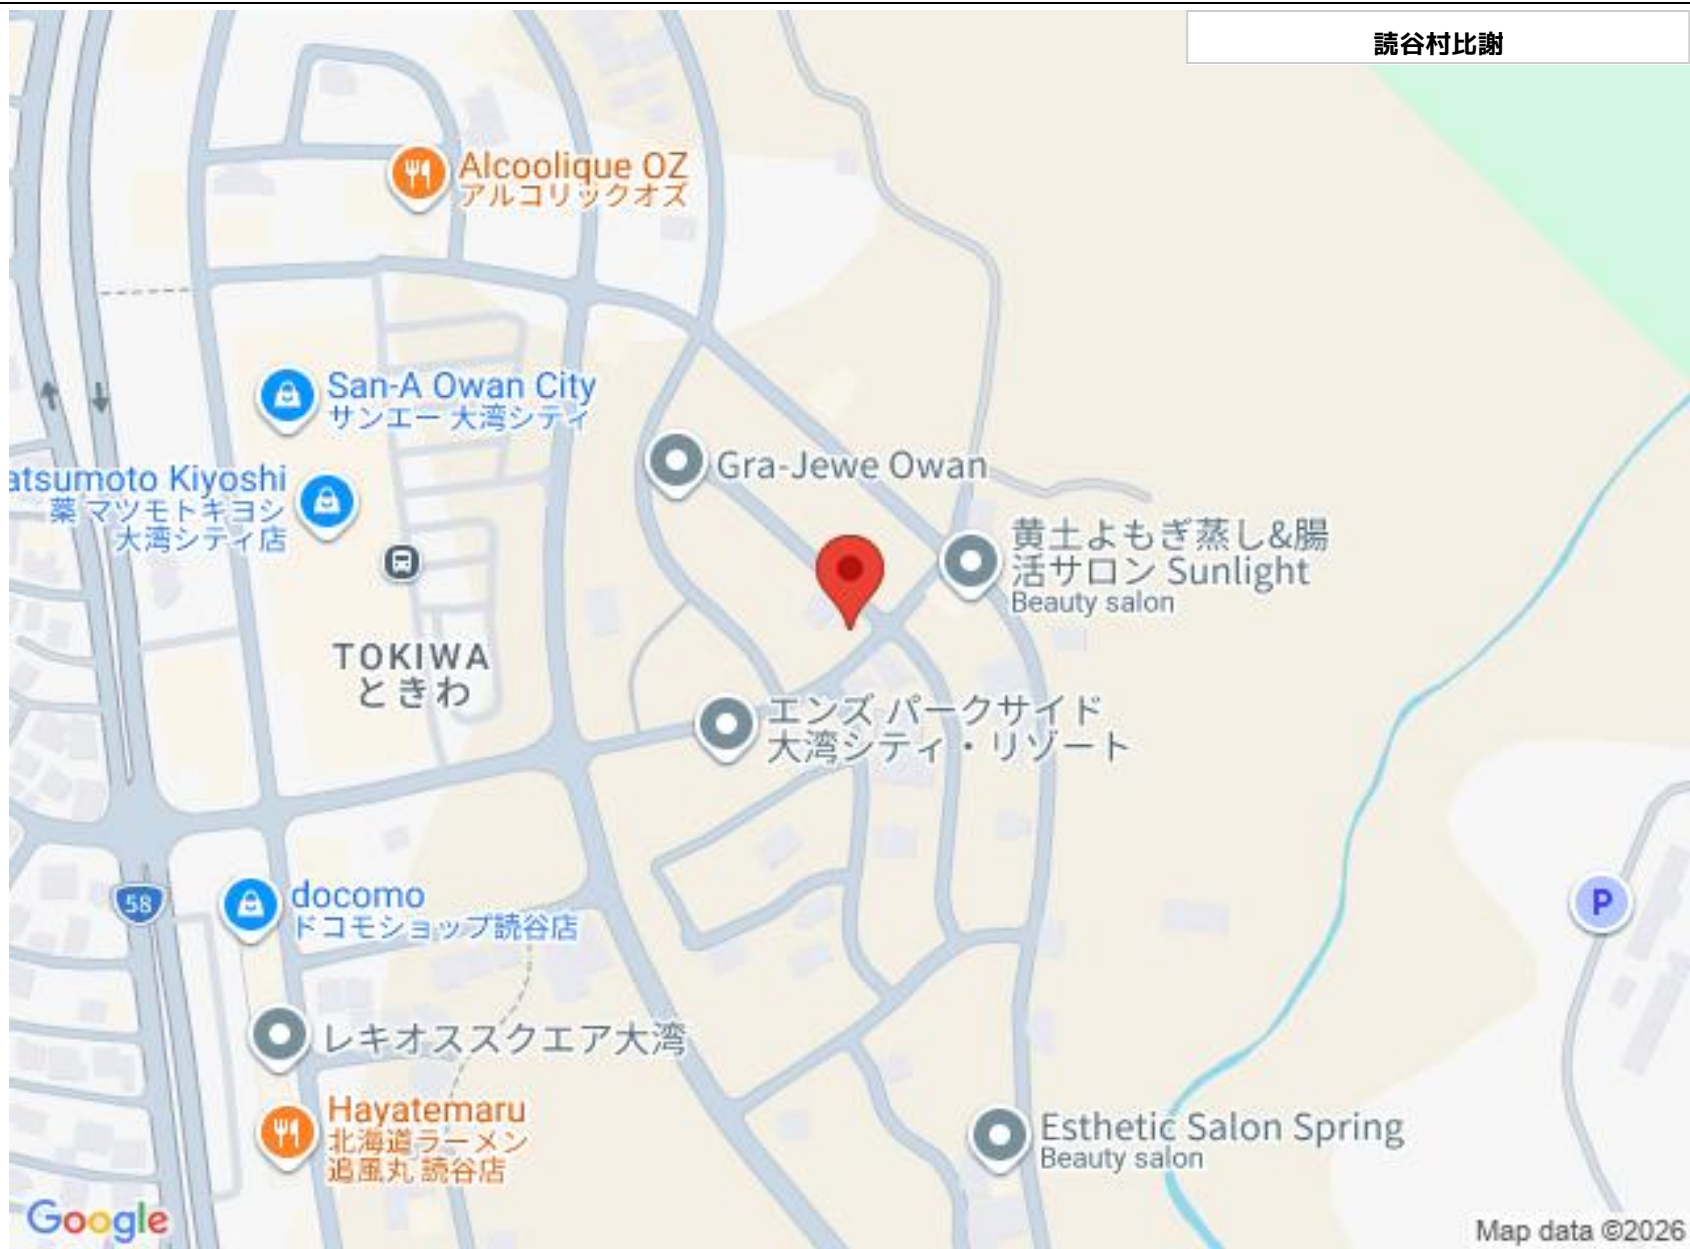 読谷村比謝
Alcoolique OZ
アルコリックオズ
San-A Owan City
サンエー 大湾シティ
atsumoto Kiyoshi
薬 マツモトキヨシ
大湾シティ店
Gra-Jewe Owan
黄土よもぎ蒸し&腸
活サロン Sunlight
Beauty salon
TOKIWA
ときわ
エンズ パークサイド
大湾シティ・リゾート
58
docomo
ドコモショップ読谷店
P
レキオススクエア大湾
Hayatemaru
北海道ラーメン
追風丸 読谷店
Esthetic Salon Spring
Beauty salon
Google
Map data ©2026